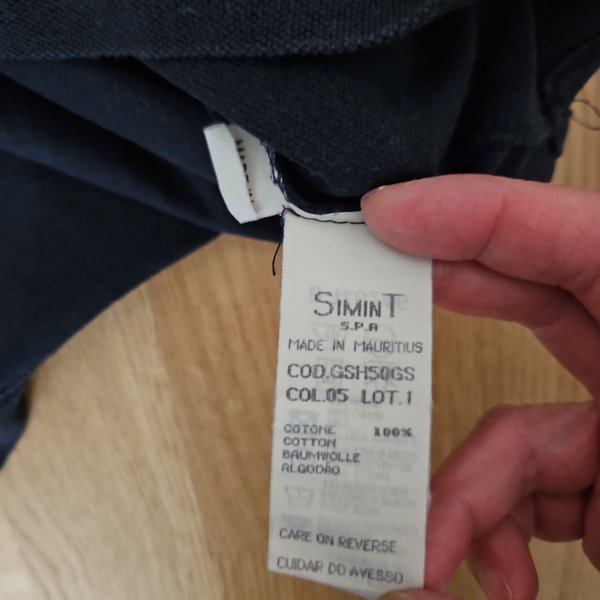 SIMINT
S.P.A
MADE IN MAURITIUS
COD.GSH50GS
COL.05 LOT.1
COTONE 100%
COTTON
BAUMWOLLE
ALGODÃO
CARE ON REVERSE
CUIDAR DO AVESSO